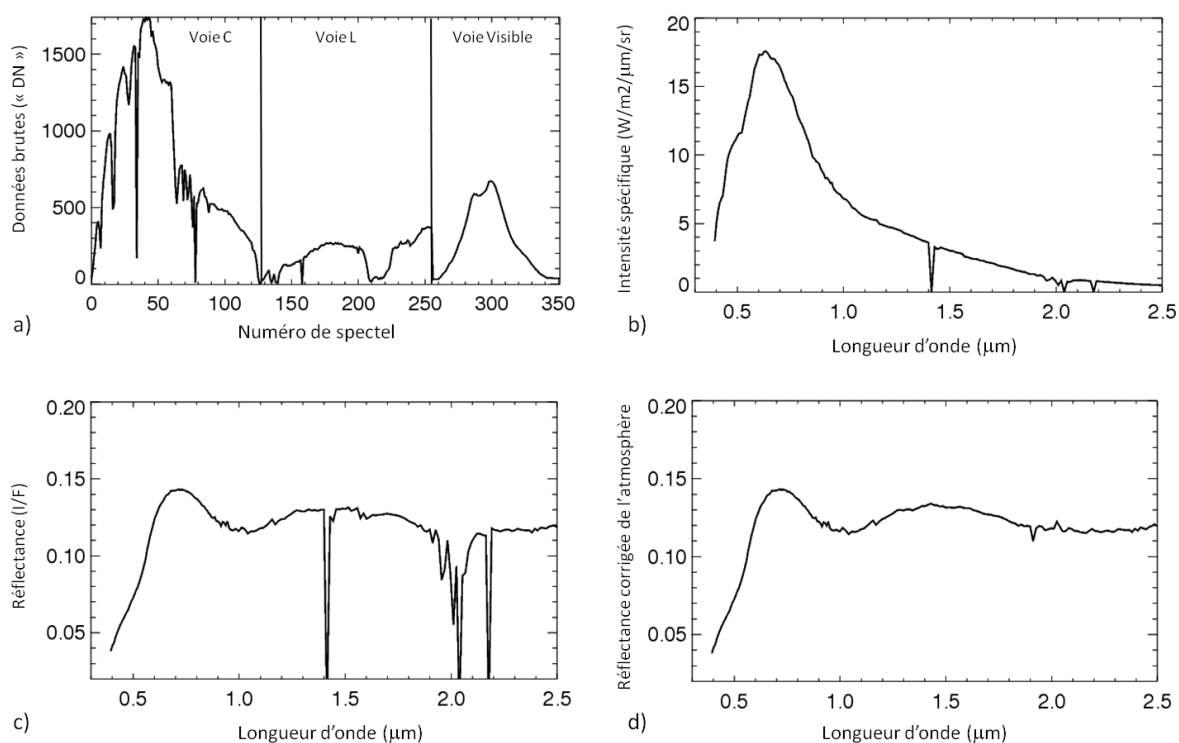 Voie C
Voie L
Voie Visible
Données brutes (« DN »)
1500
1000
500
0
0 50 100 150 200 250 300 350
Numéro de spectel
a)
Intensité spécifique (W/m2/μm/sr)
20
15
10
5
0
0.5 1.0 1.5 2.0 2.5
Longueur d’onde (μm)
b)
Réflectance (I/F)
0.20
0.15
0.10
0.05
0.5 1.0 1.5 2.0 2.5
Longueur d’onde (μm)
c)
Réflectance corrigée de l’atmosphère
0.20
0.15
0.10
0.05
0.5 1.0 1.5 2.0 2.5
Longueur d’onde (μm)
d)